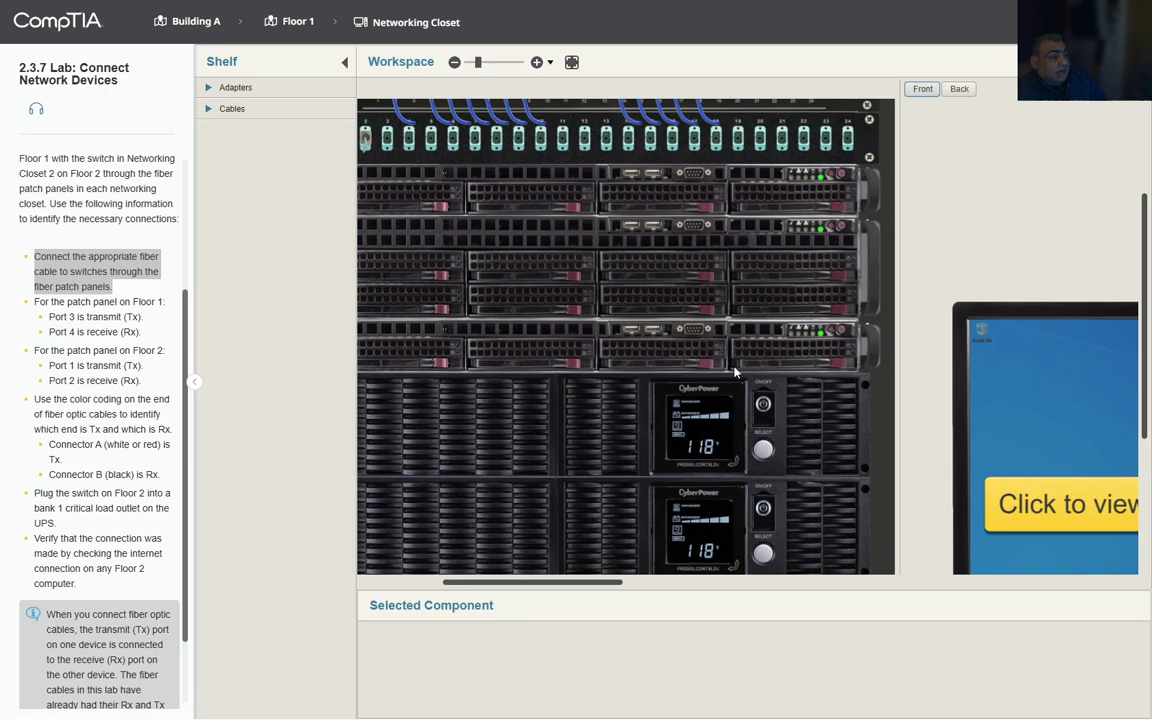 CompTIA.
Building A
Floor 1
Networking Closet
2.3.7 Lab: Connect
Network Devices
Shelf
Adapters
Cables
Workspace
Front
Back
Floor 1 with the switch in Networking
Closet 2 on Floor 2 through the fiber
patch panels in each networking
closet. Use the following information
to identify the necessary connections:
Connect the appropriate fiber
cable to switches through the
fiber patch panels.
For the patch panel on Floor 1:
Port 3 is transmit (Tx).
Port 4 is receive (Rx).
For the patch panel on Floor 2:
Port 1 is transmit (Tx).
Port 2 is receive (Rx).
Use the color coding on the end
of fiber optic cables to identify
which end is Tx and which is Rx.
Connector A (white or red) is
Tx.
Connector B (black) is Rx.
Plug the switch on Floor 2 into a
bank 1 critical load outlet on the
UPS.
Verify that the connection was
made by checking the internet
connection on any Floor 2
computer.
When you connect fiber optic
cables, the transmit (Tx) port
on one device is connected
to the receive (Rx) port on
the other device. The fiber
cables in this lab have
already had their Rx and Tx
CyberPower
ON/OFF
SELECT
118 V
CyberPower
ON/OFF
SELECT
118 V
Click to view
Selected Component